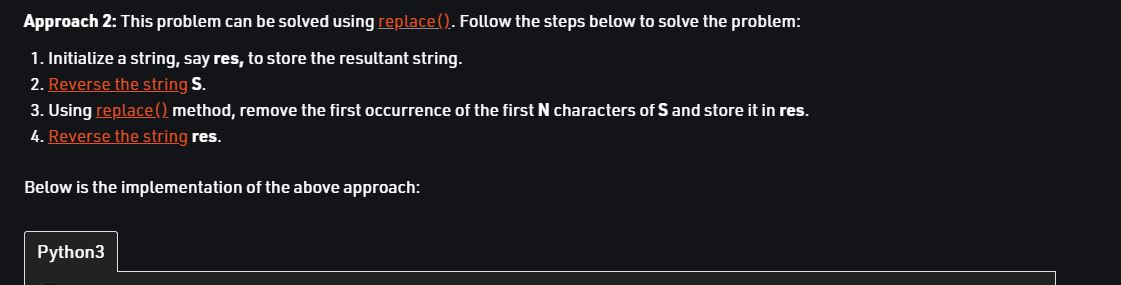 Approach 2: This problem can be solved using replace(). Follow the steps below to solve the problem:
1. Initialize a string, say res, to store the resultant string.
2. Reverse the string S.
3. Using replace() method, remove the first occurrence of the first N characters of S and store it in res.
4. Reverse the string res.
Below is the implementation of the above approach:
Python3